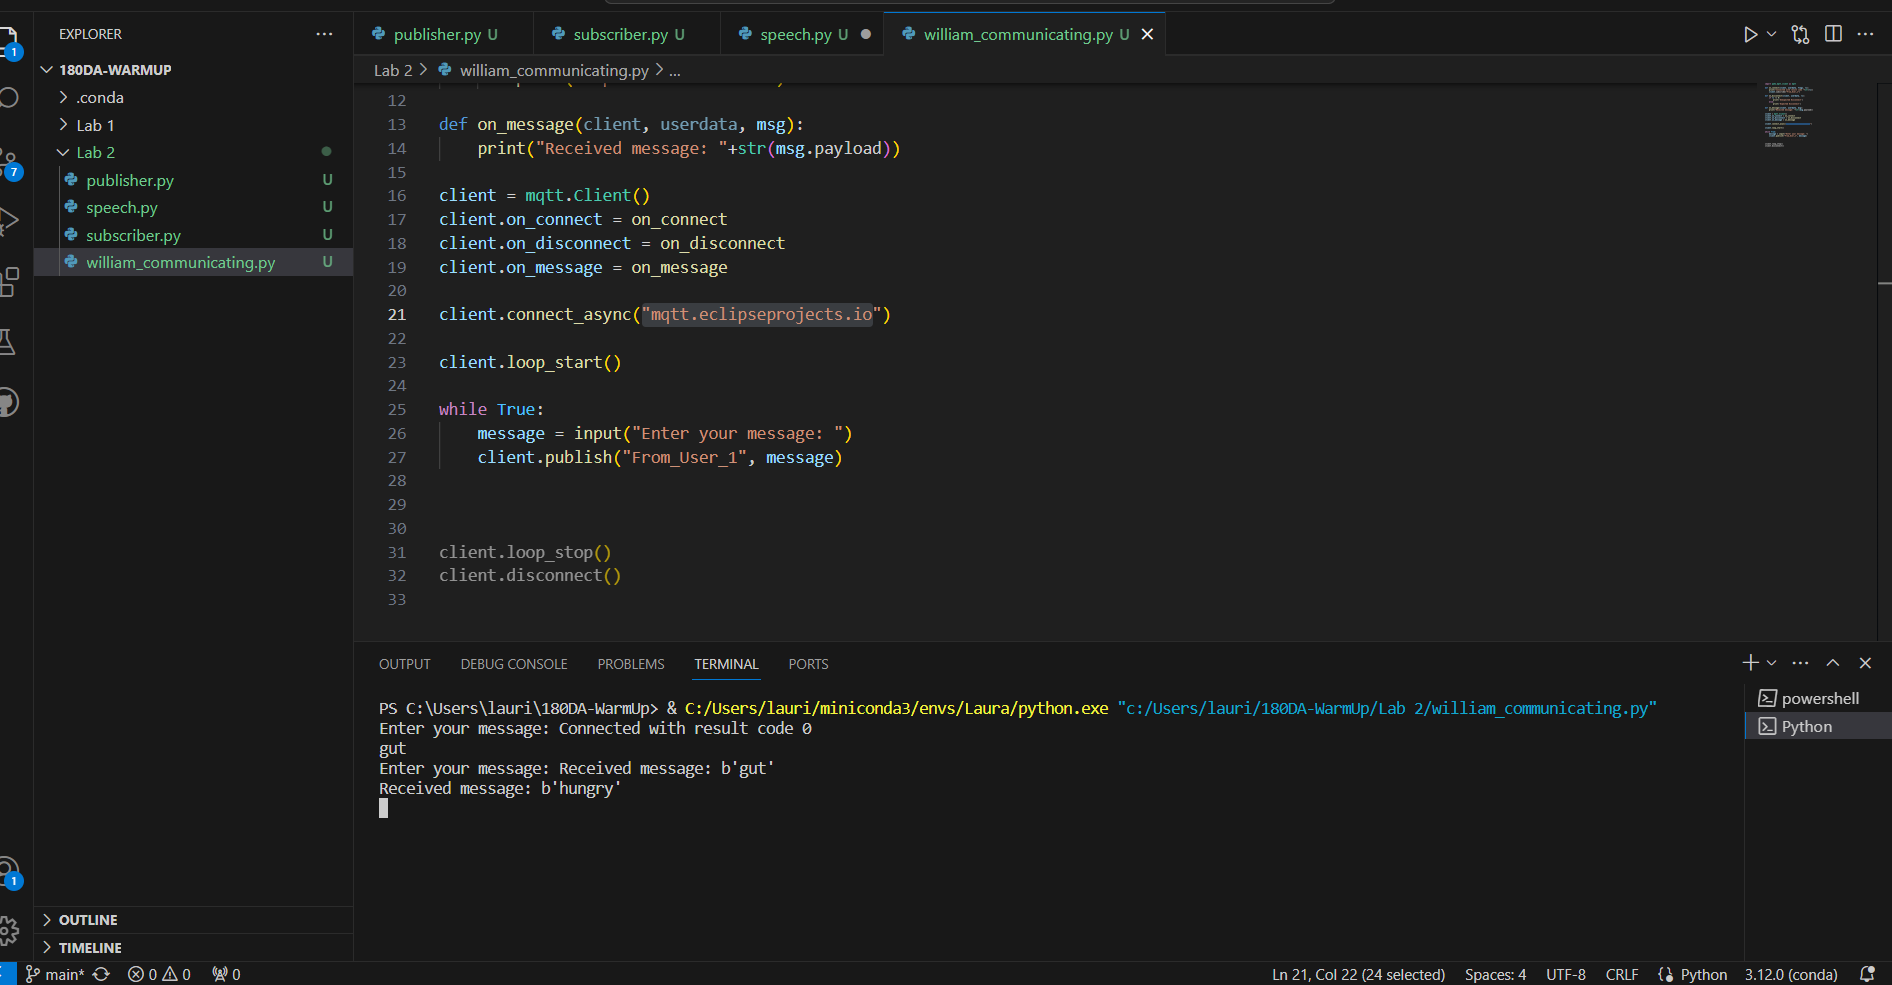 EXPLORER
180DA-WARMUP
.conda
Lab 1
Lab 2
publisher.py U
speech.py U
subscriber.py U
william_communicating.py U
OUTLINE
TIMELINE
1
7
1
publisher.py U
subscriber.py U
speech.py U
william_communicating.py U
Lab 2 > william_communicating.py > ...
12
13 def on_message(client, userdata, msg):
14 print("Received message: "+str(msg.payload))
15
16 client = mqtt.Client()
17 client.on_connect = on_connect
18 client.on_disconnect = on_disconnect
19 client.on_message = on_message
20
21 client.connect_async("mqtt.eclipseprojects.io")
22
23 client.loop_start()
24
25 while True:
26 message = input("Enter your message: ")
27 client.publish("From_User_1", message)
28
29
30
31 client.loop_stop()
32 client.disconnect()
33
OUTPUT DEBUG CONSOLE PROBLEMS TERMINAL PORTS
PS C:\Users\lauri\180DA-WarmUp> & C:/Users/lauri/miniconda3/envs/Laura/python.exe "c:/Users/lauri/180DA-WarmUp/Lab 2/william_communicating.py"
Enter your message: Connected with result code 0
gut
Enter your message: Received message: b'gut'
Received message: b'hungry'
powershell
Python
main* 0 0 0 Ln 21, Col 22 (24 selected) Spaces: 4 UTF-8 CRLF Python 3.12.0 (conda)